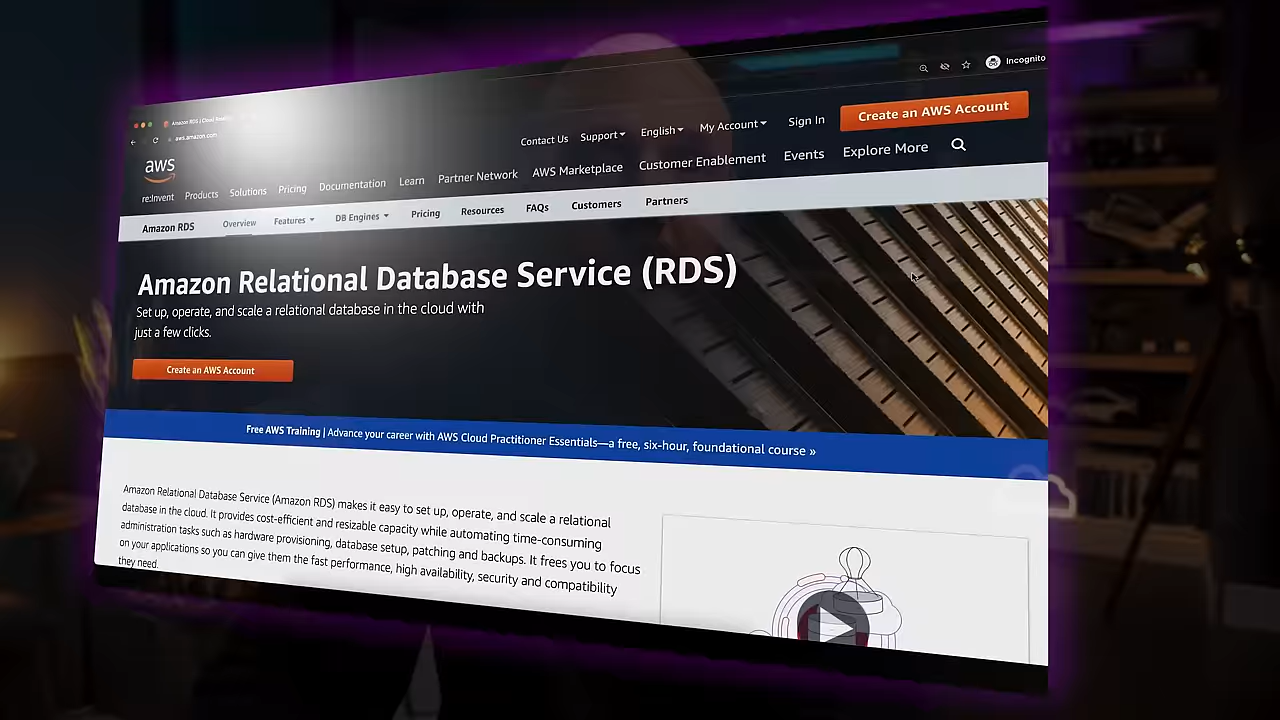 Amazon RDS | Cloud
aws.amazon.com
Incognito
aws
Contact Us Support English My Account Sign In Create an AWS Account
re:Invent Products Solutions Pricing Documentation Learn Partner Network AWS Marketplace Customer Enablement Events Explore More
Amazon RDS Overview Features DB Engines Pricing Resources FAQs Customers Partners
Amazon Relational Database Service (RDS)
Set up, operate, and scale a relational database in the cloud with
just a few clicks.
Create an AWS Account
Free AWS Training | Advance your career with AWS Cloud Practitioner Essentials—a free, six-hour, foundational course »
Amazon Relational Database Service (Amazon RDS) makes it easy to set up, operate, and scale a relational
database in the cloud. It provides cost-efficient and resizable capacity while automating time-consuming
administration tasks such as hardware provisioning, database setup, patching and backups. It frees you to focus
on your applications so you can give them the fast performance, high availability, security and compatibility
they need.